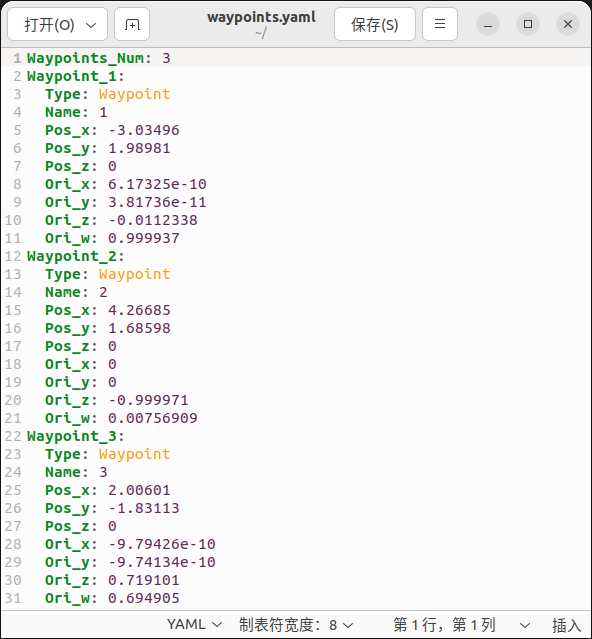 打开(O)
waypoints.yaml
~/
保存(S)
1 Waypoints_Num: 3
2 Waypoint_1:
3   Type: Waypoint
4   Name: 1
5   Pos_x: -3.03496
6   Pos_y: 1.98981
7   Pos_z: 0
8   Ori_x: 6.17325e-10
9   Ori_y: 3.81736e-11
10   Ori_z: -0.0112338
11   Ori_w: 0.999937
12 Waypoint_2:
13   Type: Waypoint
14   Name: 2
15   Pos_x: 4.26685
16   Pos_y: 1.68598
17   Pos_z: 0
18   Ori_x: 0
19   Ori_y: 0
20   Ori_z: -0.999971
21   Ori_w: 0.00756909
22 Waypoint_3:
23   Type: Waypoint
24   Name: 3
25   Pos_x: 2.00601
26   Pos_y: -1.83113
27   Pos_z: 0
28   Ori_x: -9.79426e-10
29   Ori_y: -9.74134e-10
30   Ori_z: 0.719101
31   Ori_w: 0.694905
YAML 制表符宽度：8 第 1 行，第 1 列 插入